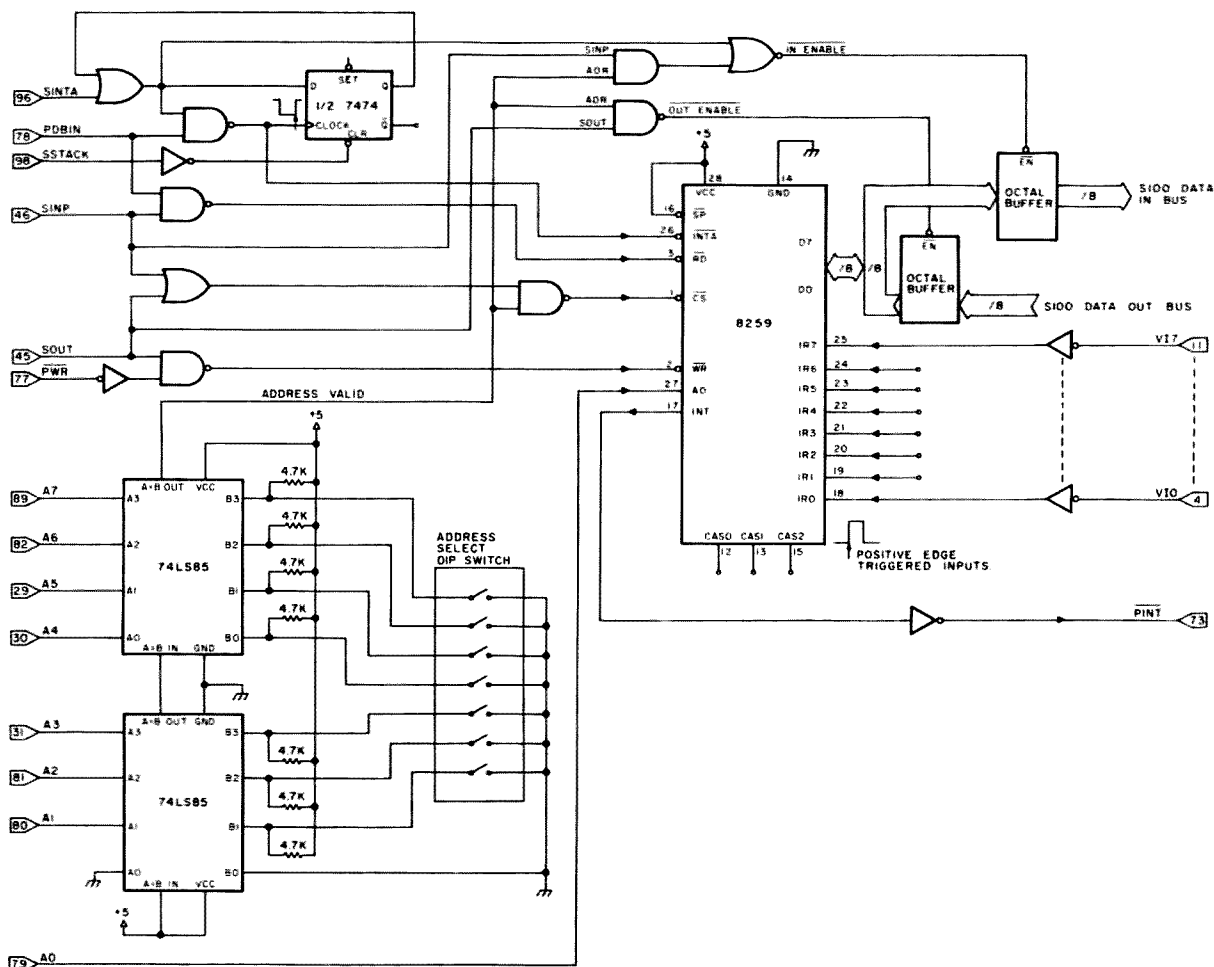 SINP
ADR
IN ENABLE
D SET Q
1/2 7474
CLOCK Q
CLR
96 SINTA
78 PDBIN
98 SSTACK
46 SINP
45 SOUT
77 PWR
ADR
SOUT
OUT ENABLE
+5
28
VCC
14
GND
16 SP
26 INTA
3 RD
1 CS
2 WR
27 A0
17 INT
8259
D7
D0
/8
/8
EN
OCTAL
BUFFER
/8
S100 DATA
IN BUS
EN
OCTAL
BUFFER
/8
S100 DATA OUT BUS
IR7 25
IR6 24
IR5 23
IR4 22
IR3 21
IR2 20
IR1 19
IR0 18
VI7 11
VI0 4
CAS0 CAS1 CAS2
12 13 15
POSITIVE EDGE
TRIGGERED INPUTS
PINT 73
ADDRESS VALID
+5
A=B OUT VCC
89 A7 A3 B3 4.7K
82 A6 A2 B2 4.7K
74LS85
29 A5 A1 B1 4.7K
30 A4 A0 B0 4.7K
A=B IN GND
ADDRESS
SELECT
DIP SWITCH
A=B OUT GND
31 A3 A3 B3 4.7K
81 A2 A2 B2 4.7K
74LS85
80 A1 A1 B1 4.7K
A0 B0
A=B IN VCC
+5
79 A0